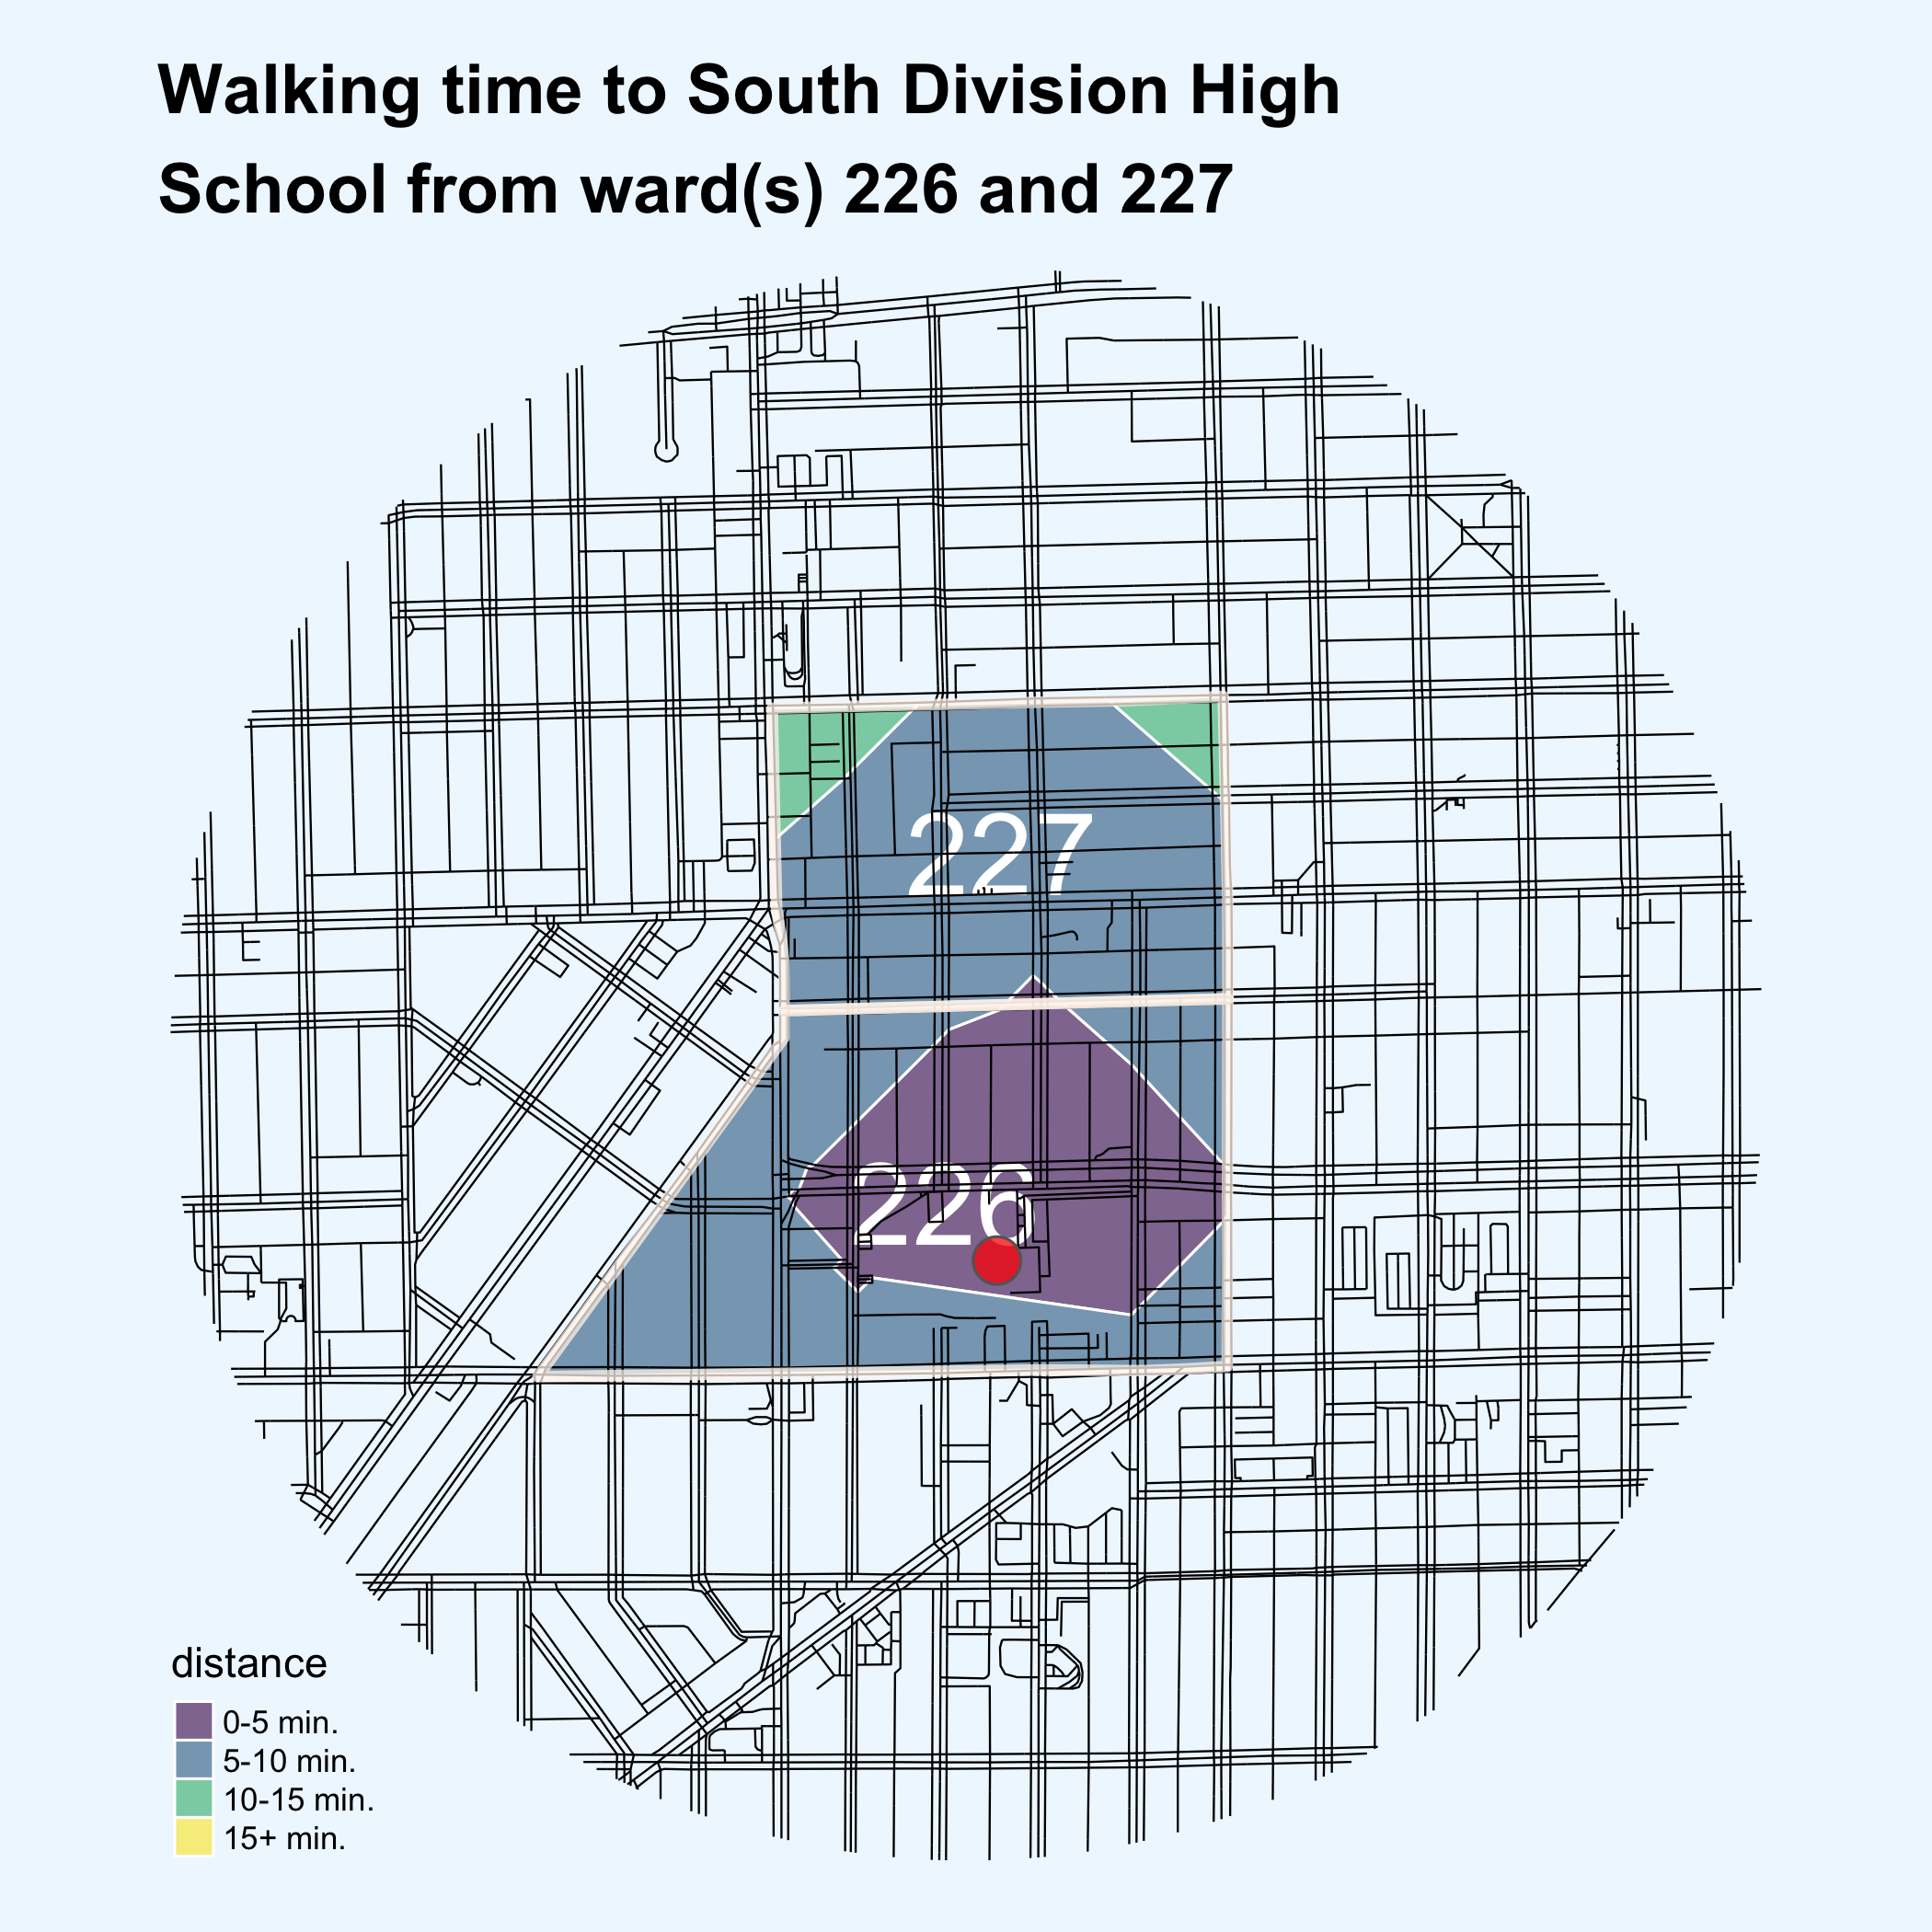 Walking time to South Division High
School from ward(s) 226 and 227
227
226
distance
0-5 min.
5-10 min.
10-15 min.
15+ min.